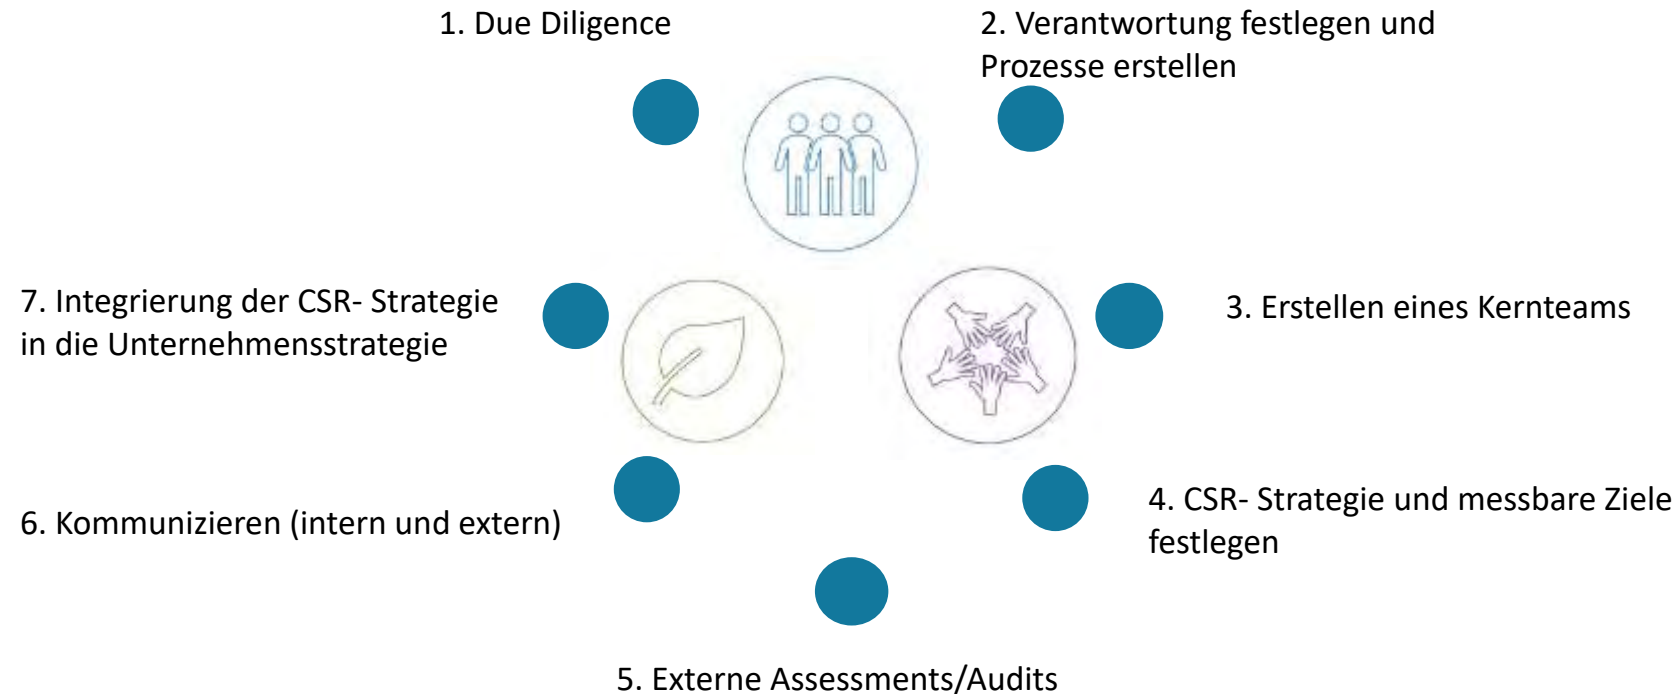 1. Due Diligence
2. Verantwortung festlegen und
Prozesse erstellen
3. Erstellen eines Kernteams
4. CSR- Strategie und messbare Ziele
festlegen
5. Externe Assessments/Audits
6. Kommunizieren (intern und extern)
7. Integrierung der CSR- Strategie
in die Unternehmensstrategie